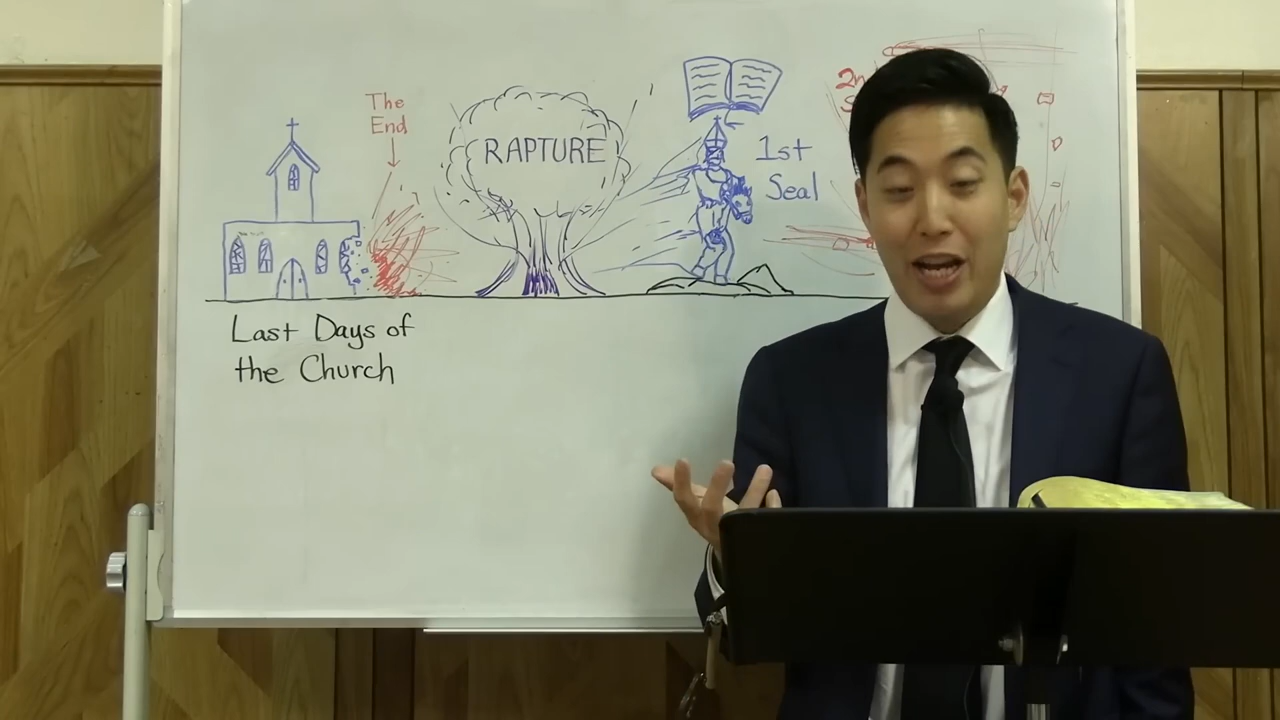 The
End
RAPTURE
1st
Seal
Last Days of
the Church